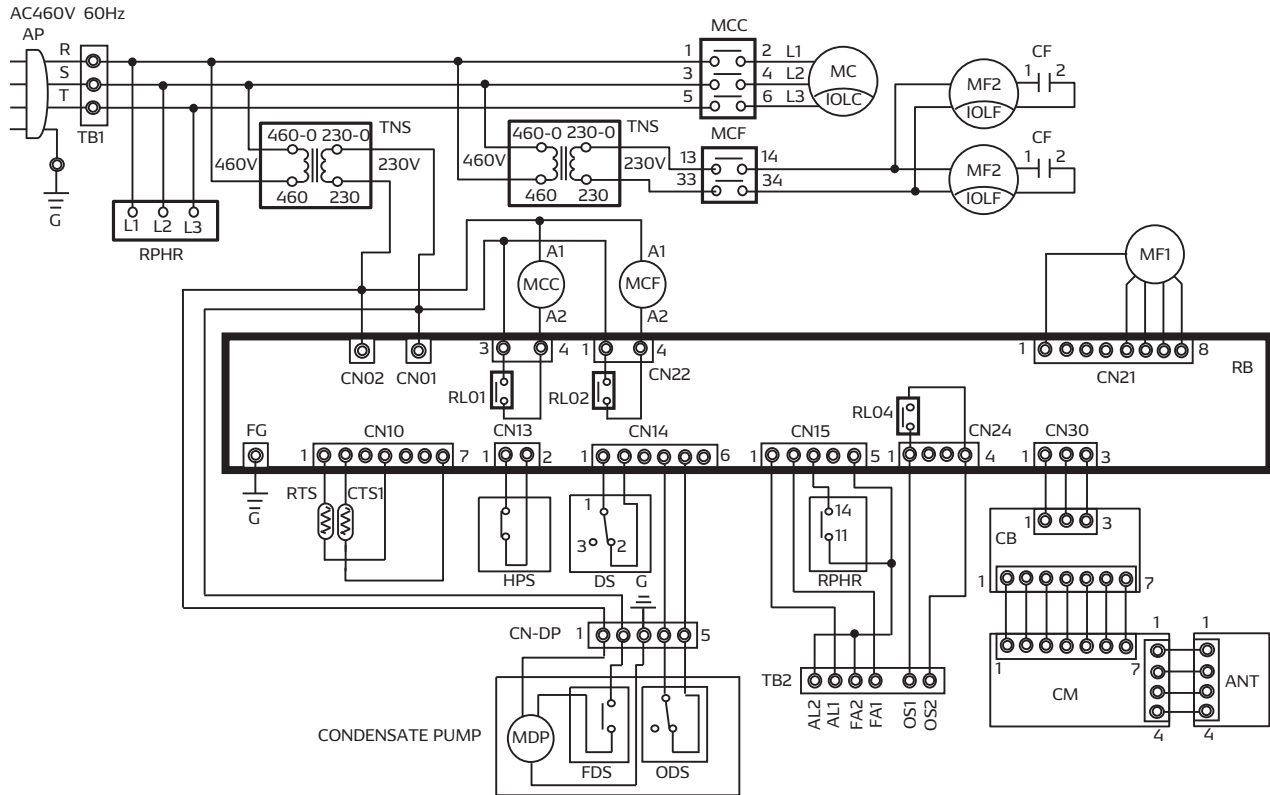 AC460V 60Hz
AP
R
S
T
TB1
G
L1 L2 L3
RPHR
460-0 230-0
TNS
460V
230V
460 230
460-0 230-0
TNS
460V
230V
460 230
MCC
1 2 L1
3 4 L2
5 6 L3
MC
IOLC
MCF
13 14
33 34
MF2
IOLF
CF
1 2
MF2
IOLF
CF
1 2
MF1
A1
MCC
A2
A1
MCF
A2
CN02 CN01
3 4
1 4
CN22
RL01
RL02
1 8
CN21
RB
RL04
FG
G
CN10
1 7
CN13
1 2
CN14
1 6
CN15
1 5
CN24
1 4
CN30
1 3
RTS CTS1
HPS
1
3 2
DS
G
14
11
RPHR
1 3
CB
1 7
1 7
CM
1
4
1
4
ANT
CN-DP 1 5
CONDENSATE PUMP
MDP
FDS
ODS
TB2
AL2
AL1
FA2
FA1
OS1
OS2